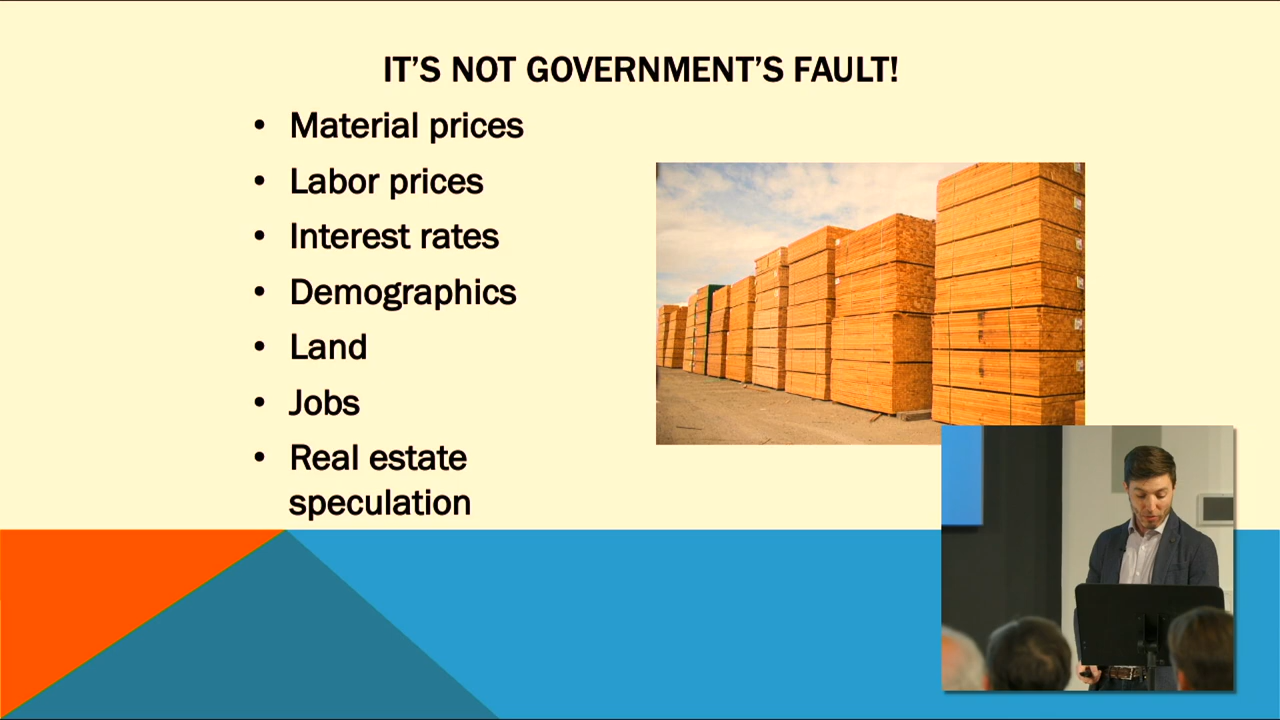 IT’S NOT GOVERNMENT’S FAULT!
• Material prices
• Labor prices
• Interest rates
• Demographics
• Land
• Jobs
• Real estate
speculation